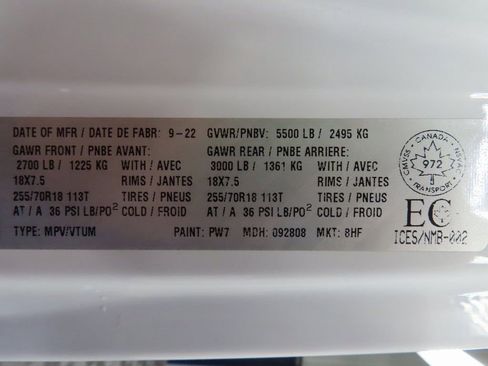 DATE OF MFR / DATE DE FABR: 9-22 GVWR/PNBV: 5500 LB / 2495 KG
GAWR FRONT / PNBE AVANT: GAWR REAR / PNBE ARRIERE:
2700 LB / 1225 KG WITH / AVEC 3000 LB / 1361 KG WITH / AVEC
18X7.5 RIMS / JANTES 18X7.5 RIMS / JANTES
255/70R18 113T TIRES / PNEUS 255/70R18 113T TIRES / PNEUS
AT / A 36 PSI LB/PO² COLD / FROID AT / A 36 PSI LB/PO² COLD / FROID
TYPE: MPV/VTUM PAINT: PW7 MDH: 092808 MKT: 8HF
CANADA
CMVSS NSVAC
972
TRANSPORT
EC
ICES/NMB-002